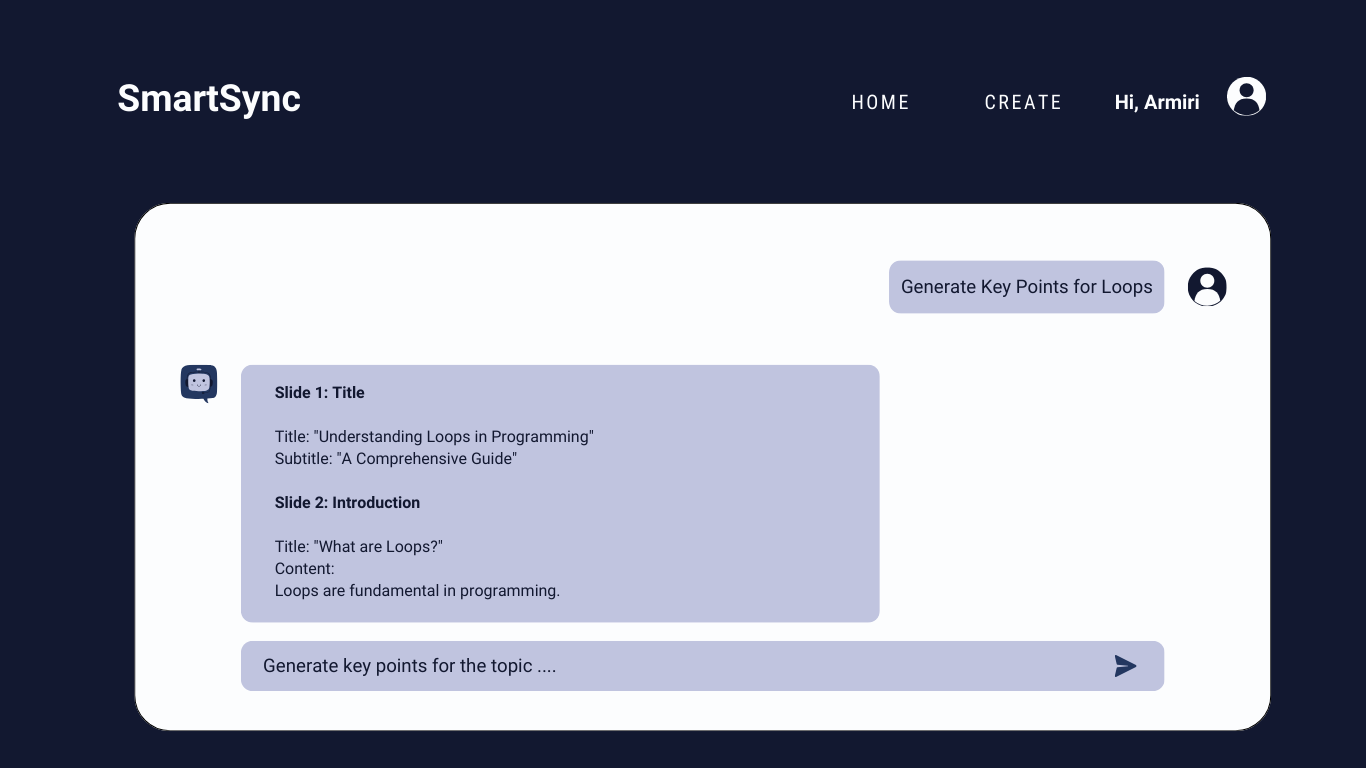 SmartSync
HOME
CREATE
Hi, Armiri
Generate Key Points for Loops
Slide 1: Title
Title: "Understanding Loops in Programming"
Subtitle: "A Comprehensive Guide"
Slide 2: Introduction
Title: "What are Loops?"
Content:
Loops are fundamental in programming.
Generate key points for the topic ....